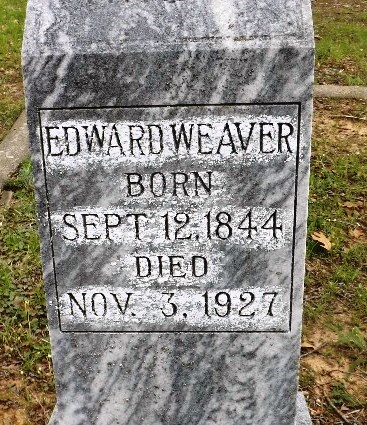 EDWARD WEAVER
BORN
SEPT 12, 1844
DIED
NOV. 3, 1927